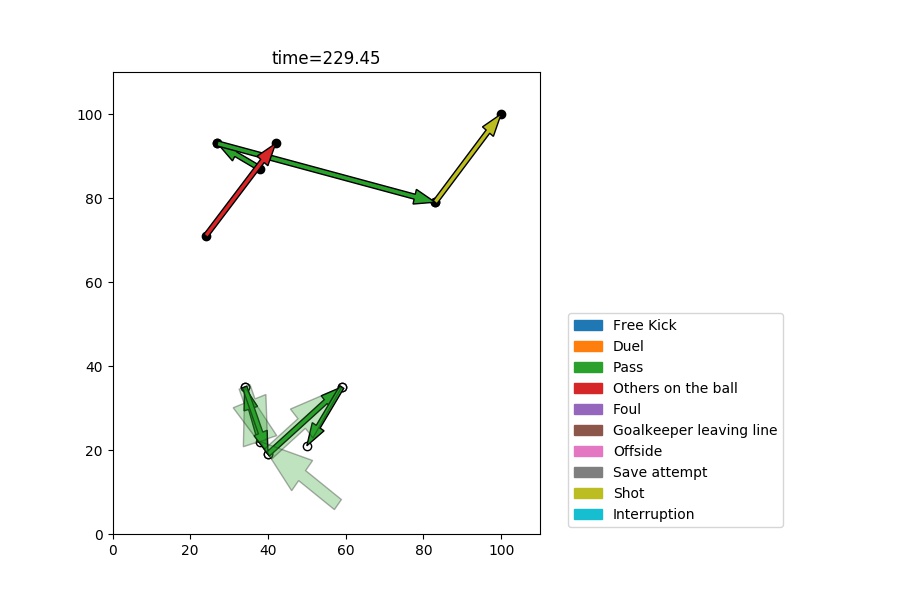 time=229.45
100
80
60
40
20
0
0 20 40 60 80 100
Free Kick
Duel
Pass
Others on the ball
Foul
Goalkeeper leaving line
Offside
Save attempt
Shot
Interruption